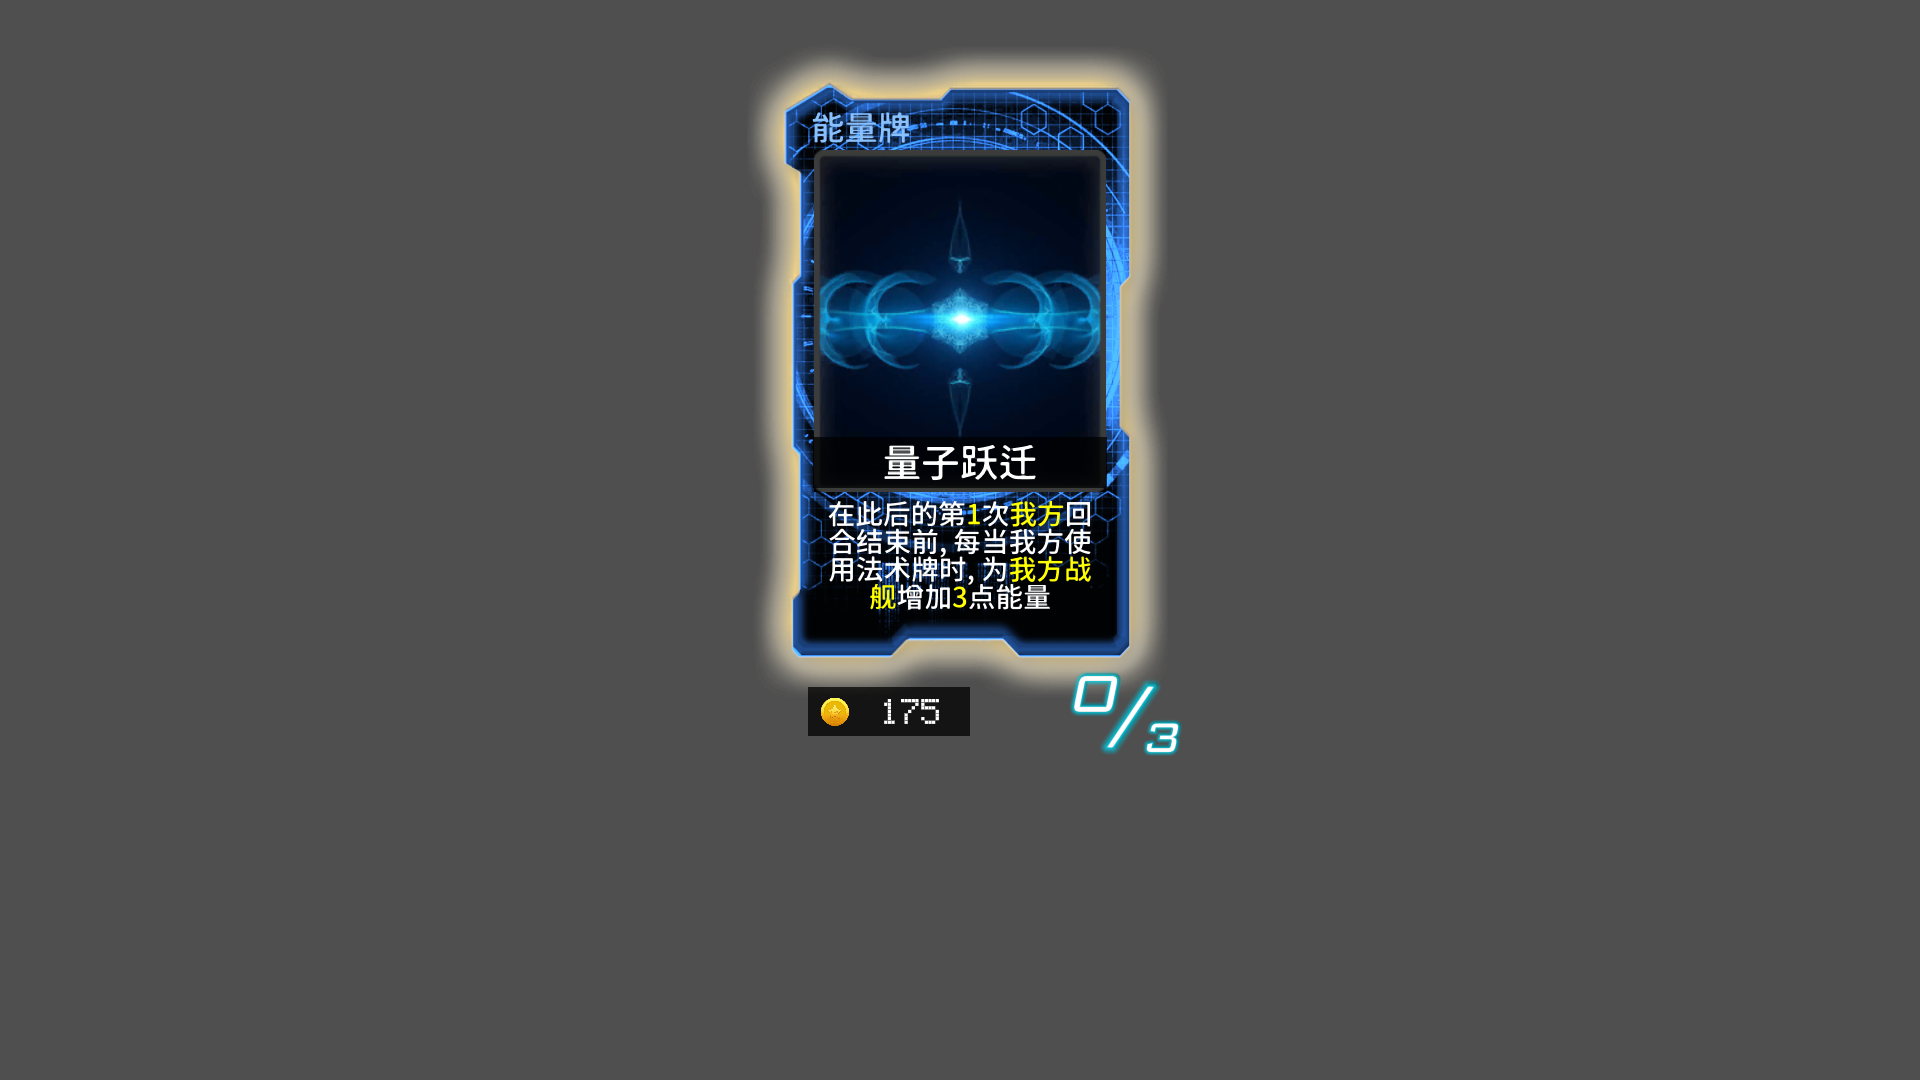 能量牌
量子跃迁
在此后的第1次我方回
合结束前,每当我方使
用法术牌时,为我方战
舰增加3点能量
175
0/3